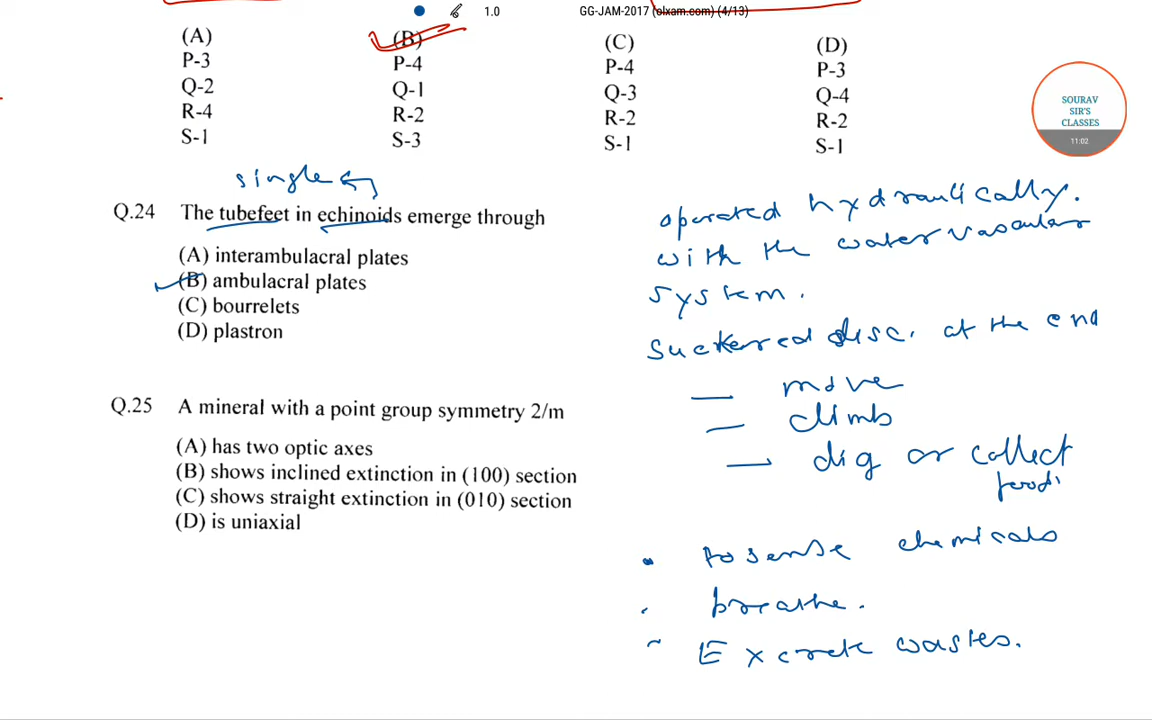 1.0 GG-JAM-2017 (olxam.com) (4/13)
(A) (B) (C) (D)
P-3 P-4 P-4 P-3
Q-2 Q-1 Q-3 Q-4
R-4 R-2 R-2 R-2
S-1 S-3 S-1 S-1
SOURAV
SIR'S
CLASSES
11:02
single
Q.24 The tubefeet in echinoids emerge through
(A) interambulacral plates
(B) ambulacral plates
(C) bourrelets
(D) plastron
operated hydraulically.
with the water vascular
system.
suckered disc. at the end
— move
— climb
— dig or collect
food.
Q.25 A mineral with a point group symmetry 2/m
(A) has two optic axes
(B) shows inclined extinction in (100) section
(C) shows straight extinction in (010) section
(D) is uniaxial
to sense chemicals
breathe.
Excrete wastes.